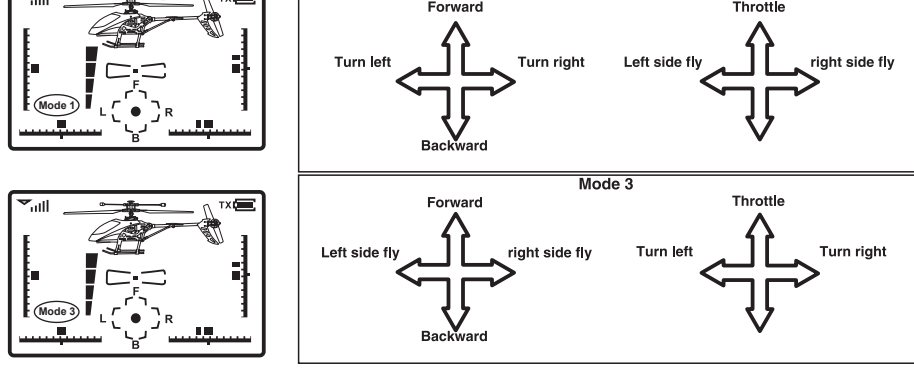 TX
Mode 1
F
L
R
B
Forward
Throttle
Turn left
Turn right
Left side fly
right side fly
Backward
TX
Mode 3
F
L
R
B
Mode 3
Forward
Throttle
Left side fly
right side fly
Turn left
Turn right
Backward